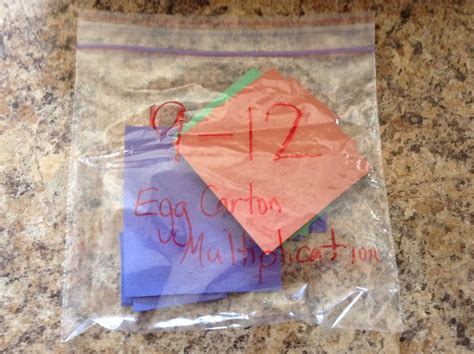 9-12
Egg Carton
Multiplication